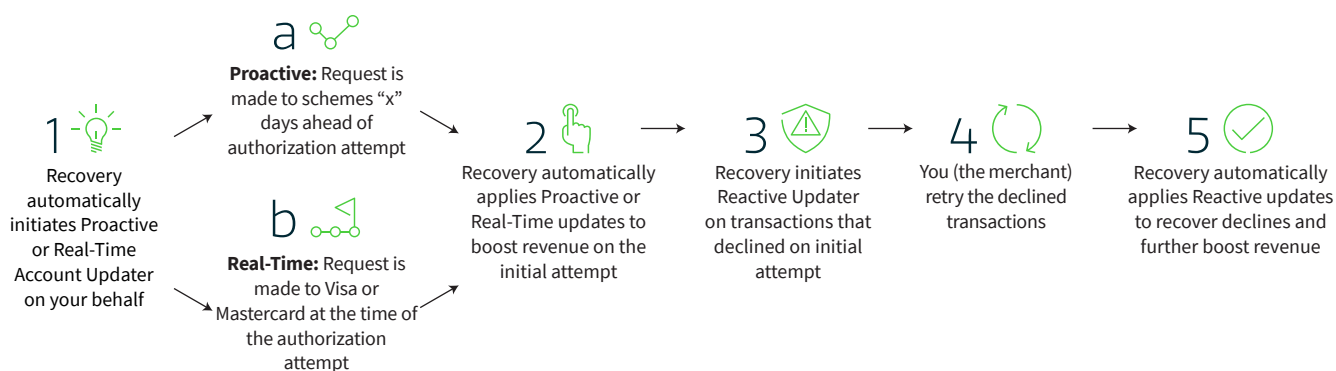 1
Recovery
automatically
initiates Proactive
or Real-Time
Account Updater
on your behalf
a
Proactive: Request is
made to schemes “x”
days ahead of
authorization attempt
b
Real-Time: Request is
made to Visa or
Mastercard at the time of
the authorization
attempt
2
Recovery automatically
applies Proactive or
Real-Time updates to
boost revenue on the
initial attempt
3
Recovery initiates
Reactive Updater
on transactions that
declined on initial
attempt
4
You (the merchant)
retry the declined
transactions
5
Recovery automatically
applies Reactive updates
to recover declines and
further boost revenue